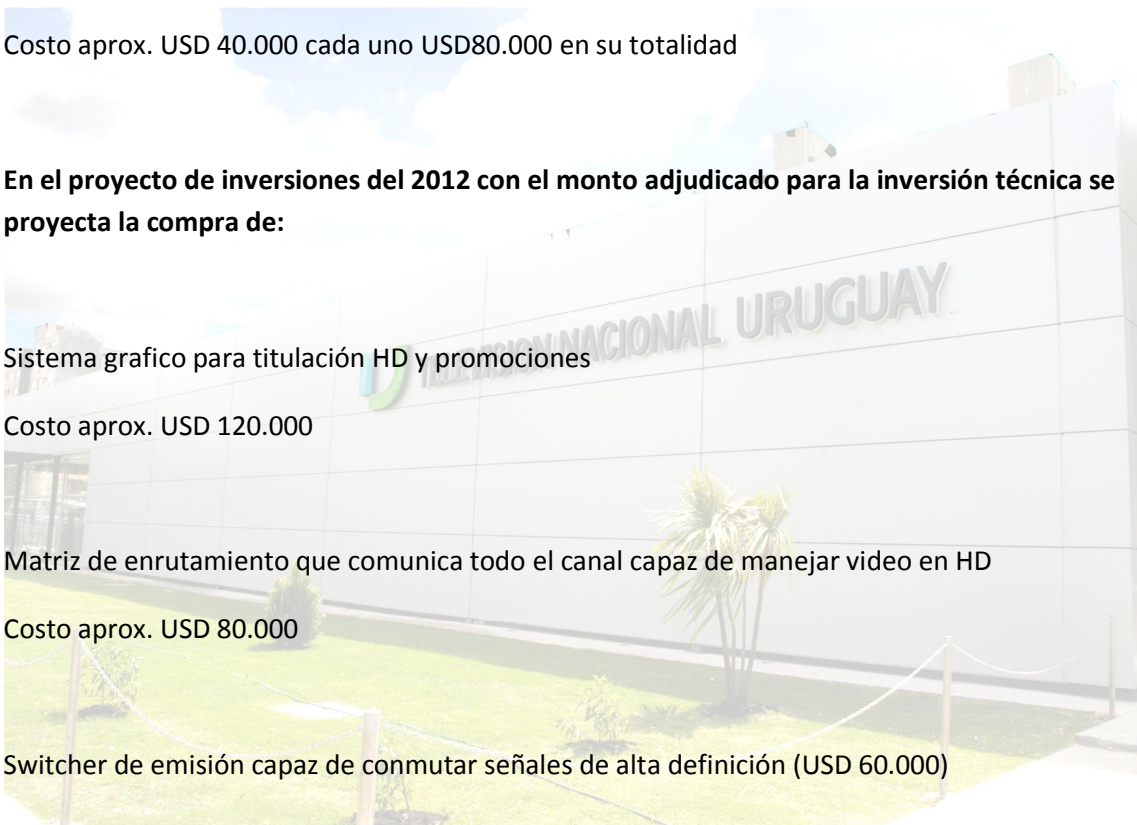 Costo aprox. USD 40.000 cada uno USD80.000 en su totalidad
En el proyecto de inversiones del 2012 con el monto adjudicado para la inversión técnica se
proyecta la compra de:
TELEVISION NACIONAL URUGUAY
Sistema grafico para titulación HD y promociones
Costo aprox. USD 120.000
Matriz de enrutamiento que comunica todo el canal capaz de manejar video en HD
Costo aprox. USD 80.000
Switcher de emisión capaz de conmutar señales de alta definición (USD 60.000)